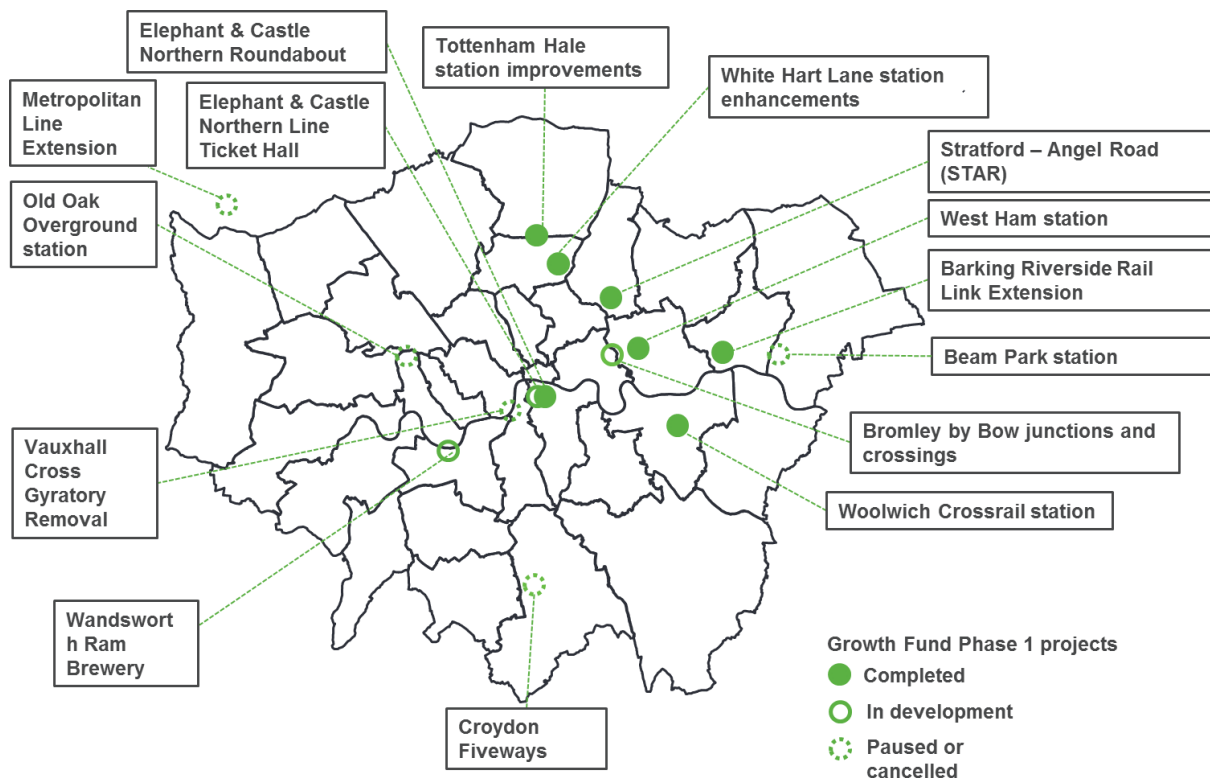 Elephant & Castle
Northern Roundabout
Tottenham Hale
station improvements
White Hart Lane station
enhancements
Metropolitan
Line
Extension
Elephant & Castle
Northern Line
Ticket Hall
Stratford – Angel Road
(STAR)
Old Oak
Overground
station
West Ham station
Barking Riverside Rail
Link Extension
Beam Park station
Vauxhall
Cross
Gyratory
Removal
Bromley by Bow junctions and
crossings
Woolwich Crossrail station
Wandswort
h Ram
Brewery
Croydon
Fiveways
Growth Fund Phase 1 projects
Completed
In development
Paused or
cancelled